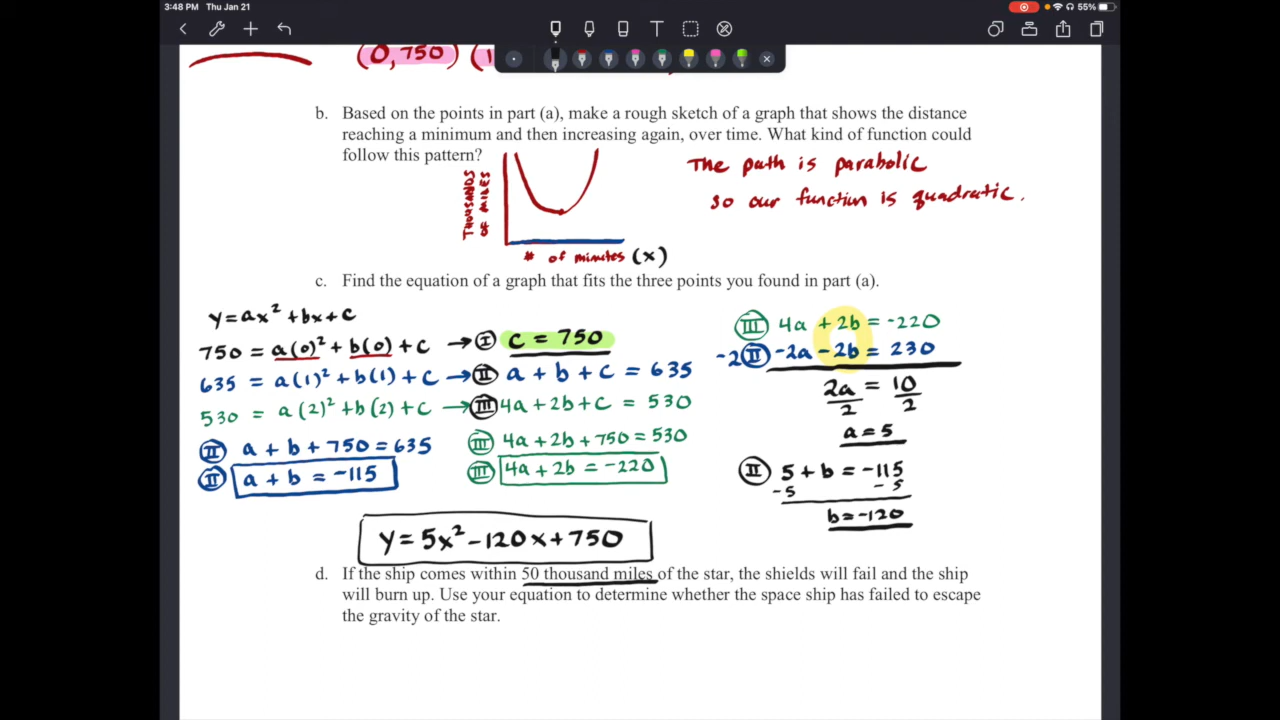 3:48 PM Thu Jan 21
55%
T
(0,750) (1
b. Based on the points in part (a), make a rough sketch of a graph that shows the distance
reaching a minimum and then increasing again, over time. What kind of function could
follow this pattern?
The path is parabolic
so our function is quadratic.
THOUSANDS
OF MILES
# of minutes (x)
c. Find the equation of a graph that fits the three points you found in part (a).
y=ax²+bx+c
750 = a(0)²+b(0)+c → I c = 750
635 = a(1)²+b(1)+c → II a+b+c = 635
530 = a(2)²+b(2)+c → III 4a+2b+c = 530
II a+b+750=635
II a+b=-115
III 4a+2b+750=530
III 4a+2b=-220
III 4a+2b=-220
-2 II -2a-2b=230
2a = 10
2 2
a=5
II 5+b=-115
-5 -5
b=-120
y=5x²-120x+750
d. If the ship comes within 50 thousand miles of the star, the shields will fail and the ship
will burn up. Use your equation to determine whether the space ship has failed to escape
the gravity of the star.